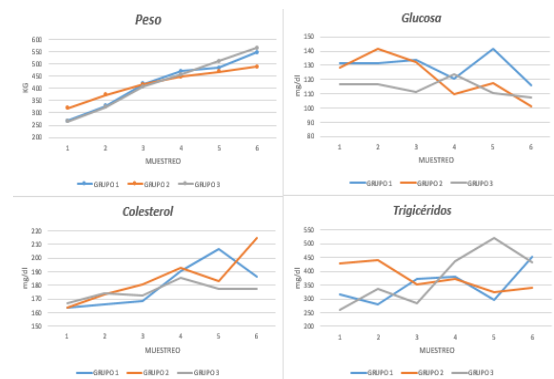 Peso
600
550
500
450
400
350
300
250
200
KG
1 2 3 4 5 6
MUESTREO
GRUPO 1 GRUPO 2 GRUPO 3
Glucosa
150
140
130
120
110
100
90
80
mg/dl
1 2 3 4 5 6
MUESTREO
GRUPO 1 GRUPO 2 GRUPO 3
Colesterol
220
210
200
190
180
170
160
150
mg/dl
1 2 3 4 5 6
MUESTREO
GRUPO 1 GRUPO 2 GRUPO 3
Trigicéridos
550
500
450
400
350
300
250
200
mg/dl
1 2 3 4 5 6
MUESTREO
GRUPO 1 GRUPO 2 GRUPO 3